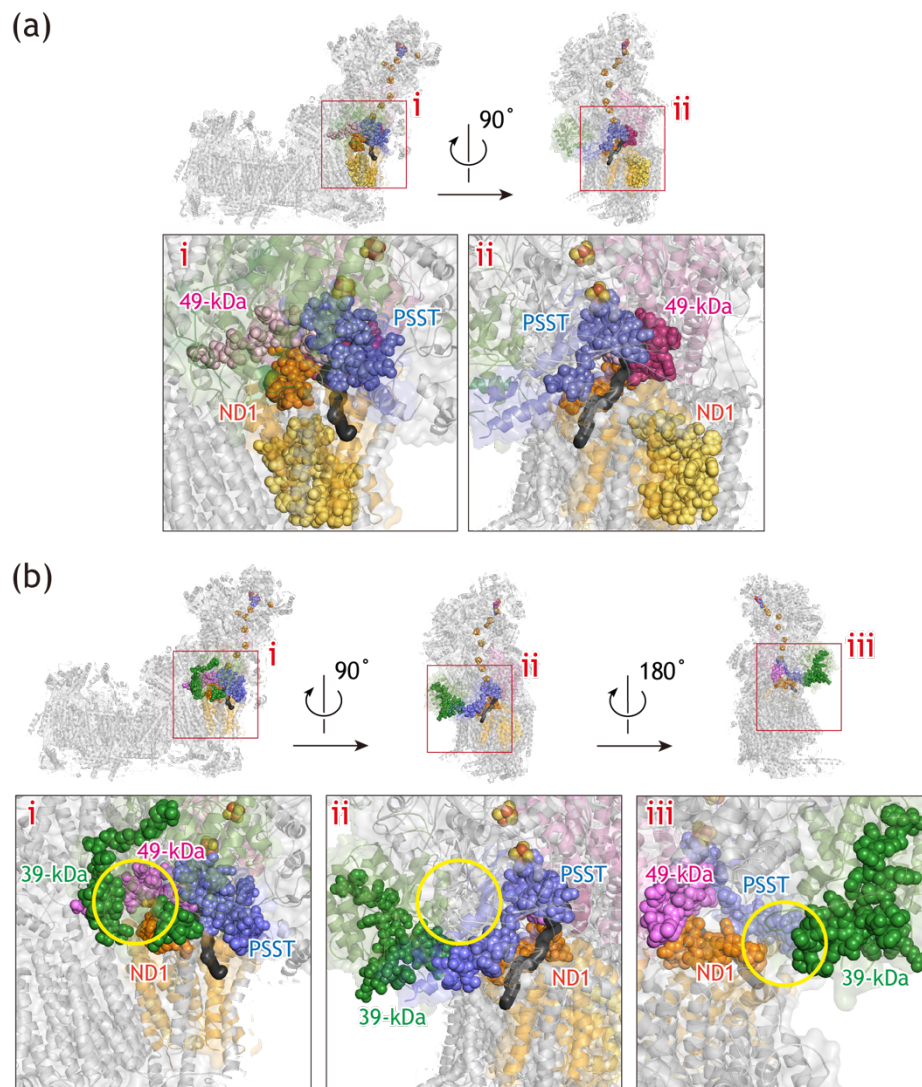 (a)
i
90°
ii
i
49-kDa
PSST
ND1
ii
PSST
49-kDa
ND1
(b)
i
90°
ii
180°
iii
i
39-kDa
49-kDa
ND1
PSST
ii
PSST
ND1
39-kDa
iii
49-kDa
PSST
ND1
39-kDa